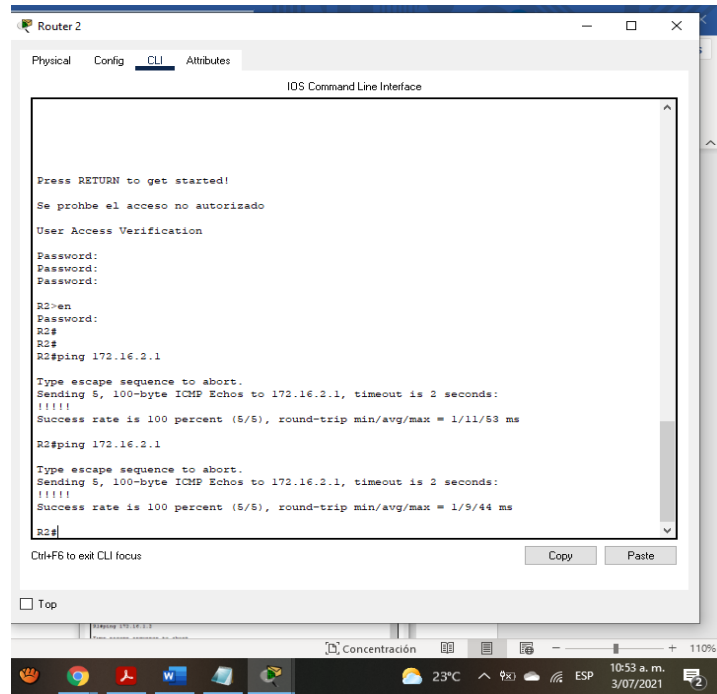 Router 2
Physical Config CLI Attributes
IOS Command Line Interface
Press RETURN to get started!
Se prohbe el acceso no autorizado
User Access Verification
Password:
Password:
Password:
R2>en
Password:
R2#
R2#
R2#ping 172.16.2.1
Type escape sequence to abort.
Sending 5, 100-byte ICMP Echos to 172.16.2.1, timeout is 2 seconds:
!!!!!
Success rate is 100 percent (5/5), round-trip min/avg/max = 1/11/53 ms
R2#ping 172.16.2.1
Type escape sequence to abort.
Sending 5, 100-byte ICMP Echos to 172.16.2.1, timeout is 2 seconds:
!!!!!
Success rate is 100 percent (5/5), round-trip min/avg/max = 1/9/44 ms
R2#
Ctrl+F6 to exit CLI focus
Copy Paste
Top
Concentración 110%
23°C ESP 10:53 a. m.
3/07/2021
2